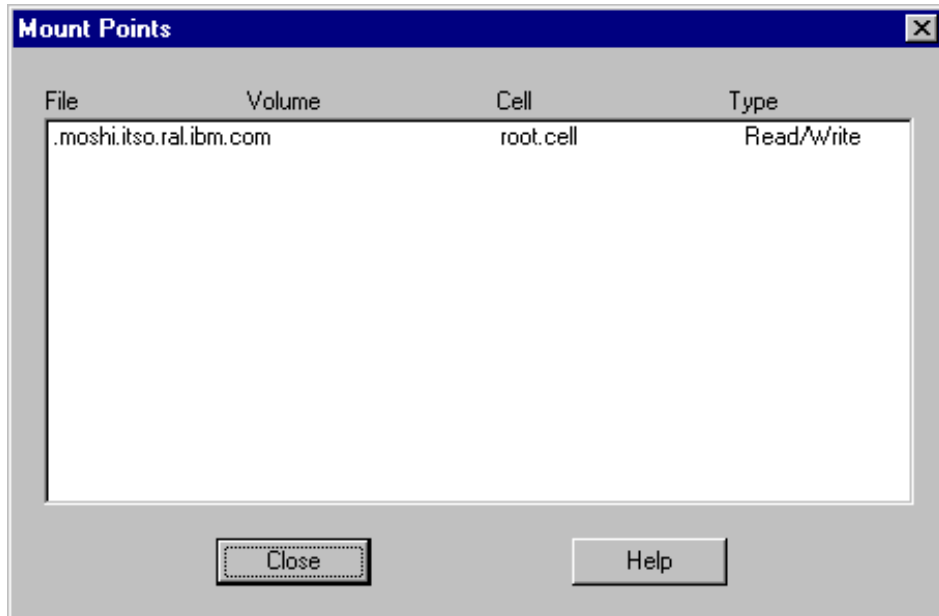 Mount Points
File Volume Cell Type
.moshi.itso.ral.ibm.com root.cell Read/Write
Close Help